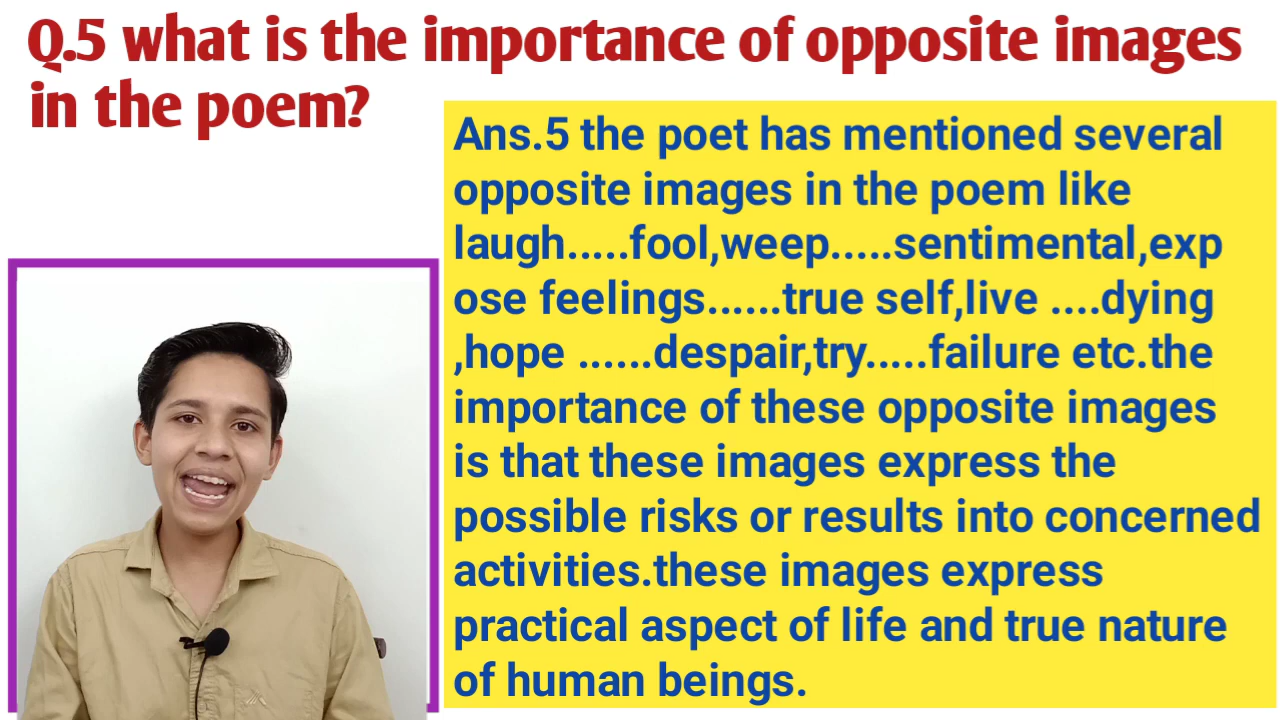 Q.5 what is the importance of opposite images
in the poem?
Ans.5 the poet has mentioned several
opposite images in the poem like
laugh.....fool,weep.....sentimental,exp
ose feelings......true self,live ....dying
,hope ......despair,try.....failure etc.the
importance of these opposite images
is that these images express the
possible risks or results into concerned
activities.these images express
practical aspect of life and true nature
of human beings.